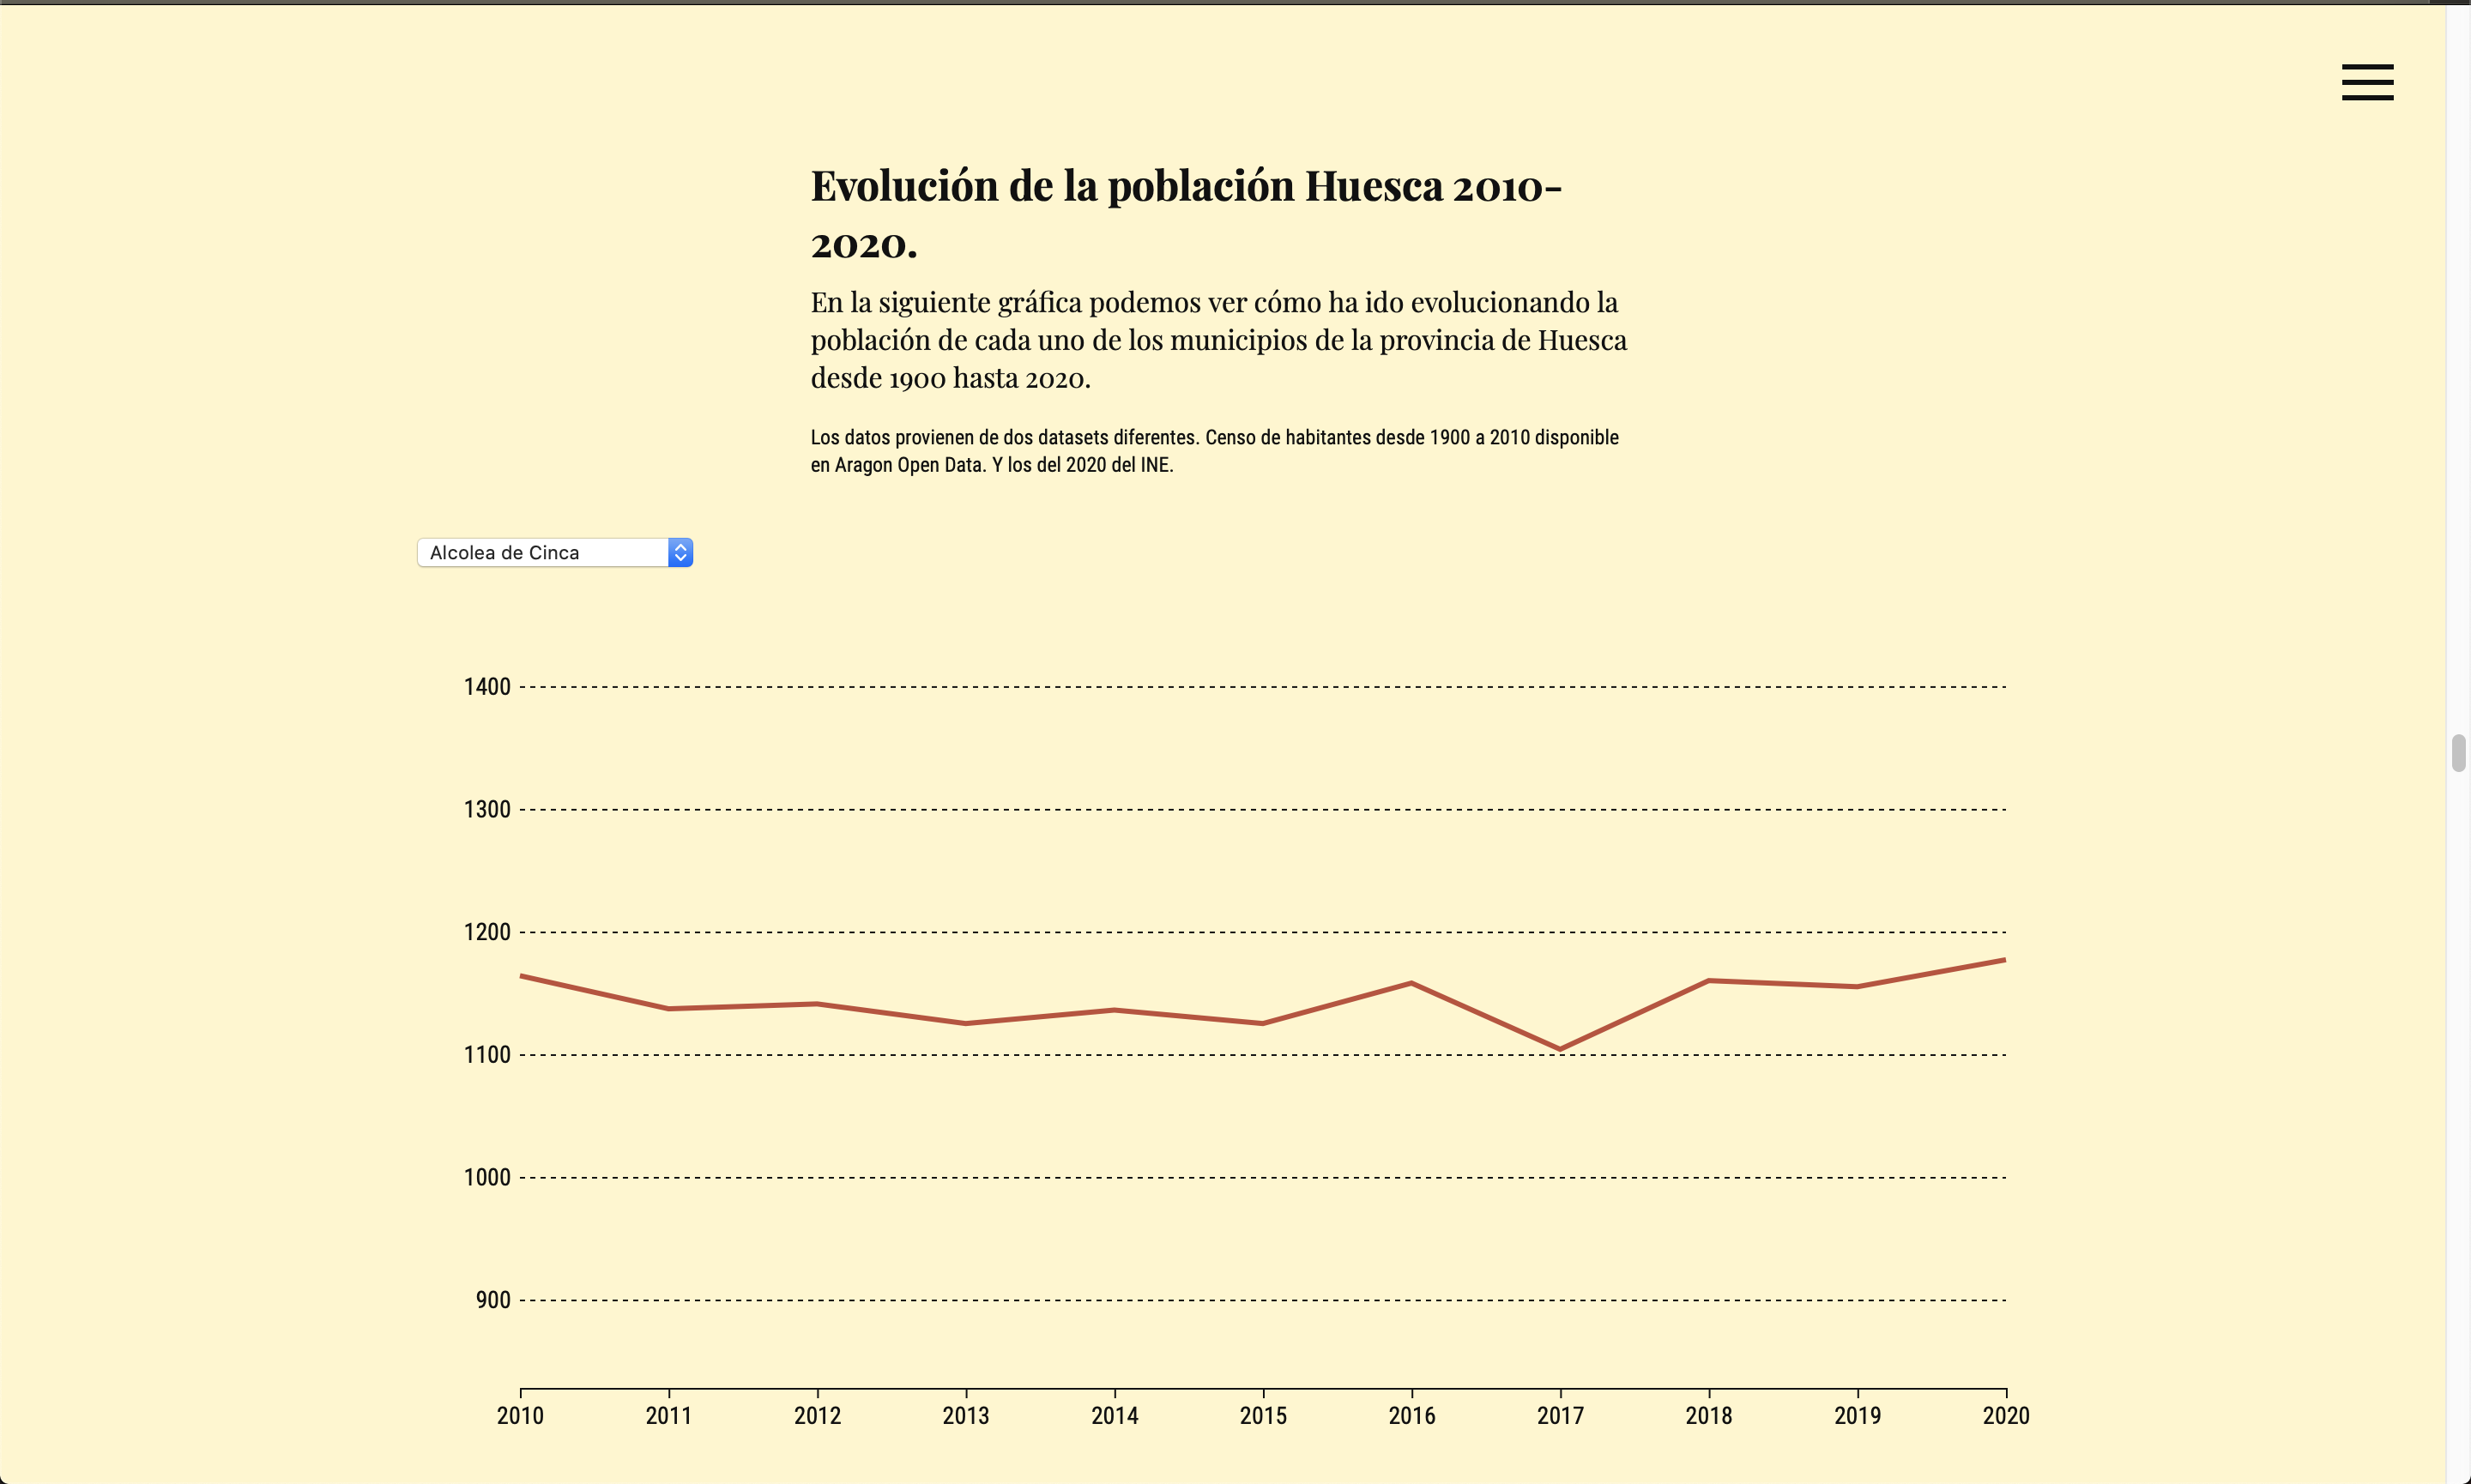 Evolución de la población Huesca 2010-
2020.
En la siguiente gráfica podemos ver cómo ha ido evolucionando la
población de cada uno de los municipios de la provincia de Huesca
desde 1900 hasta 2020.
Los datos provienen de dos datasets diferentes. Censo de habitantes desde 1900 a 2010 disponible
en Aragon Open Data. Y los del 2020 del INE.
Alcolea de Cinca
1400
1300
1200
1100
1000
900
2010 2011 2012 2013 2014 2015 2016 2017 2018 2019 2020